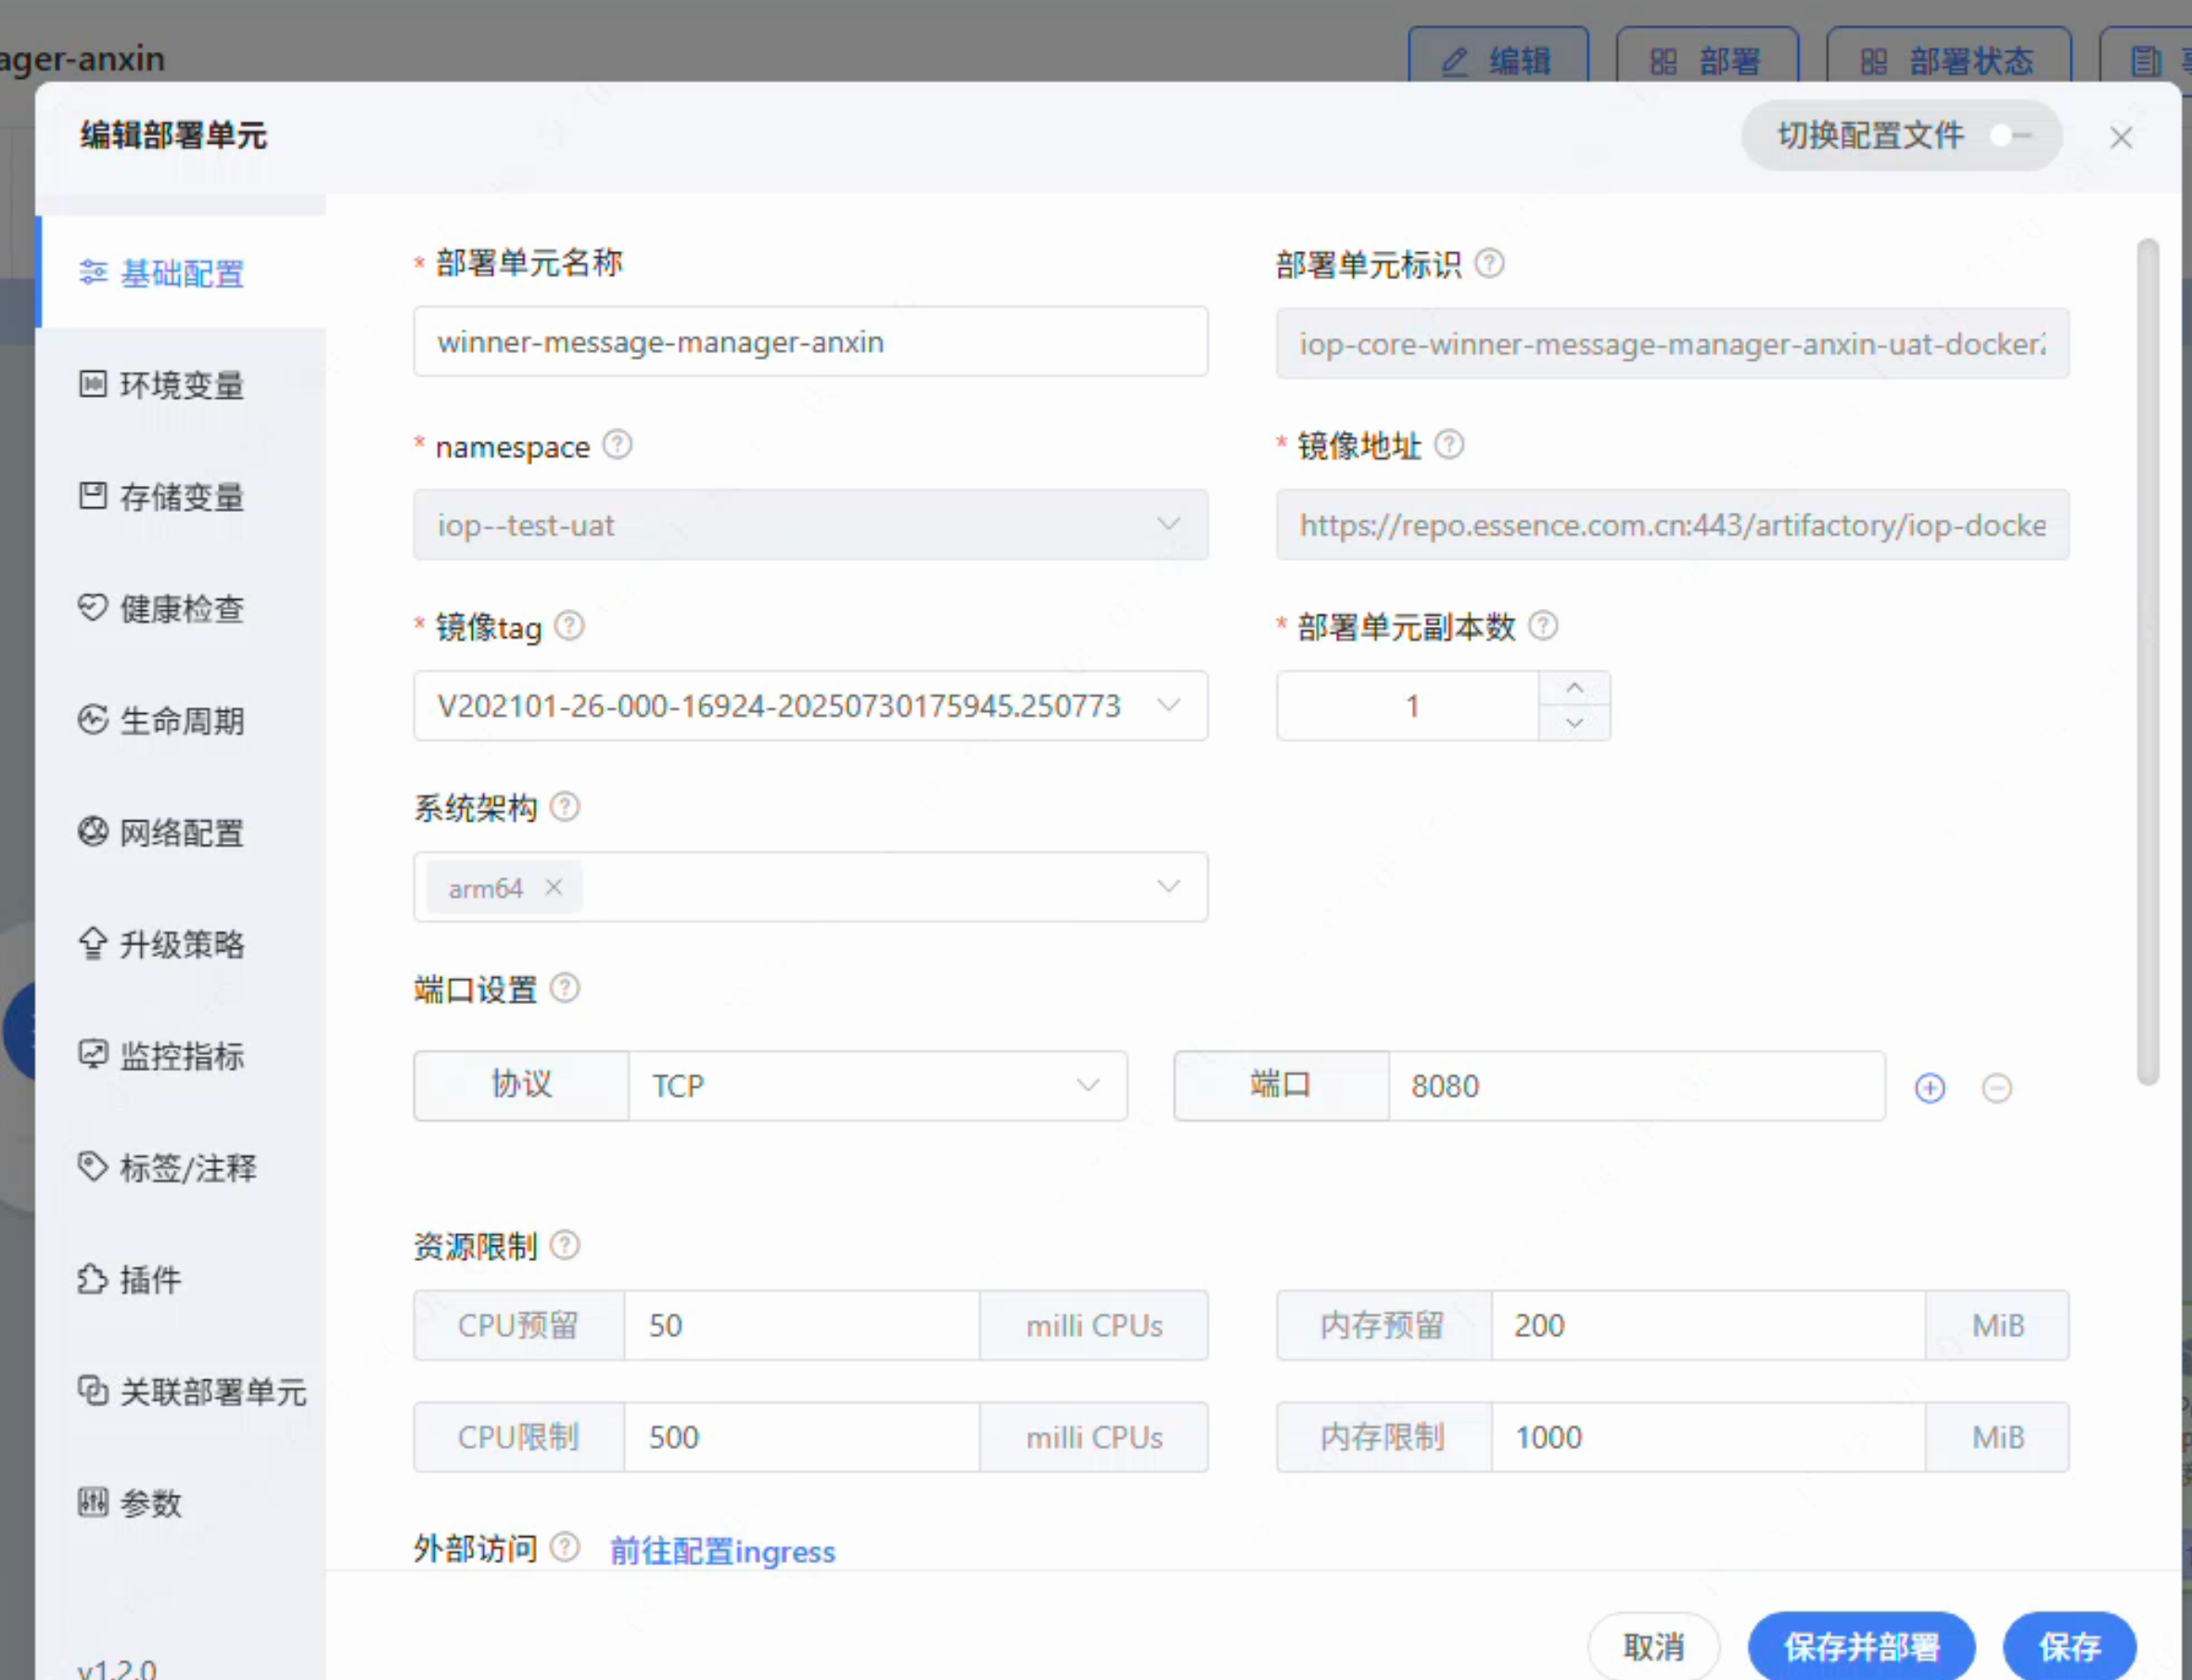 ager-anxin
编辑
部署
部署状态
编辑部署单元
切换配置文件
基础配置
环境变量
存储变量
健康检查
生命周期
网络配置
升级策略
监控指标
标签/注释
插件
关联部署单元
参数
v1.2.0
* 部署单元名称
winner-message-manager-anxin
部署单元标识
iop-core-winner-message-manager-anxin-uat-docker
* namespace
iop--test-uat
* 镜像地址
https://repo.essence.com.cn:443/artifactory/iop-docke
* 镜像tag
V202101-26-000-16924-20250730175945.250773
* 部署单元副本数
1
系统架构
arm64
端口设置
协议 TCP
端口 8080
资源限制
CPU预留 50 milli CPUs
内存预留 200 MiB
CPU限制 500 milli CPUs
内存限制 1000 MiB
外部访问 前往配置ingress
取消
保存并部署
保存